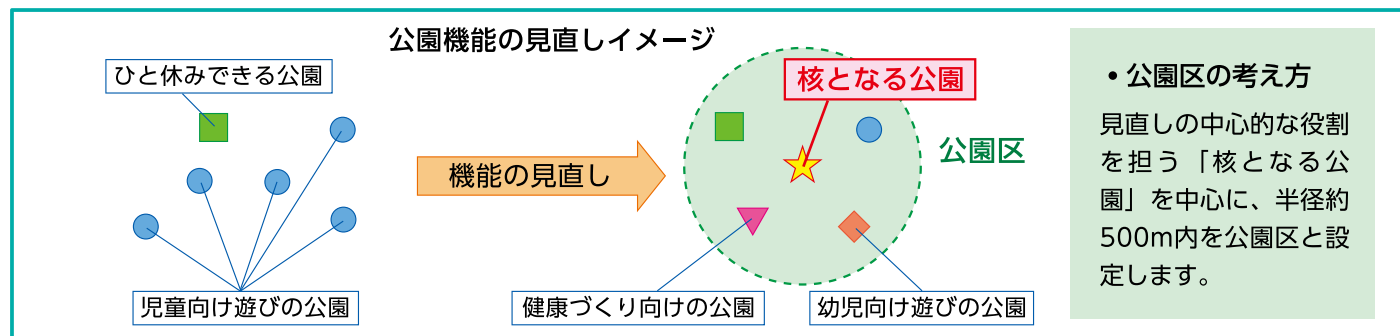 公園機能の見直しイメージ
ひと休みできる公園
児童向け遊びの公園
機能の見直し
核となる公園
公園区
健康づくり向けの公園
幼児向け遊びの公園
・公園区の考え方
見直しの中心的な役割
を担う「核となる公
園」を中心に、半径約
500m内を公園区と設
定します。